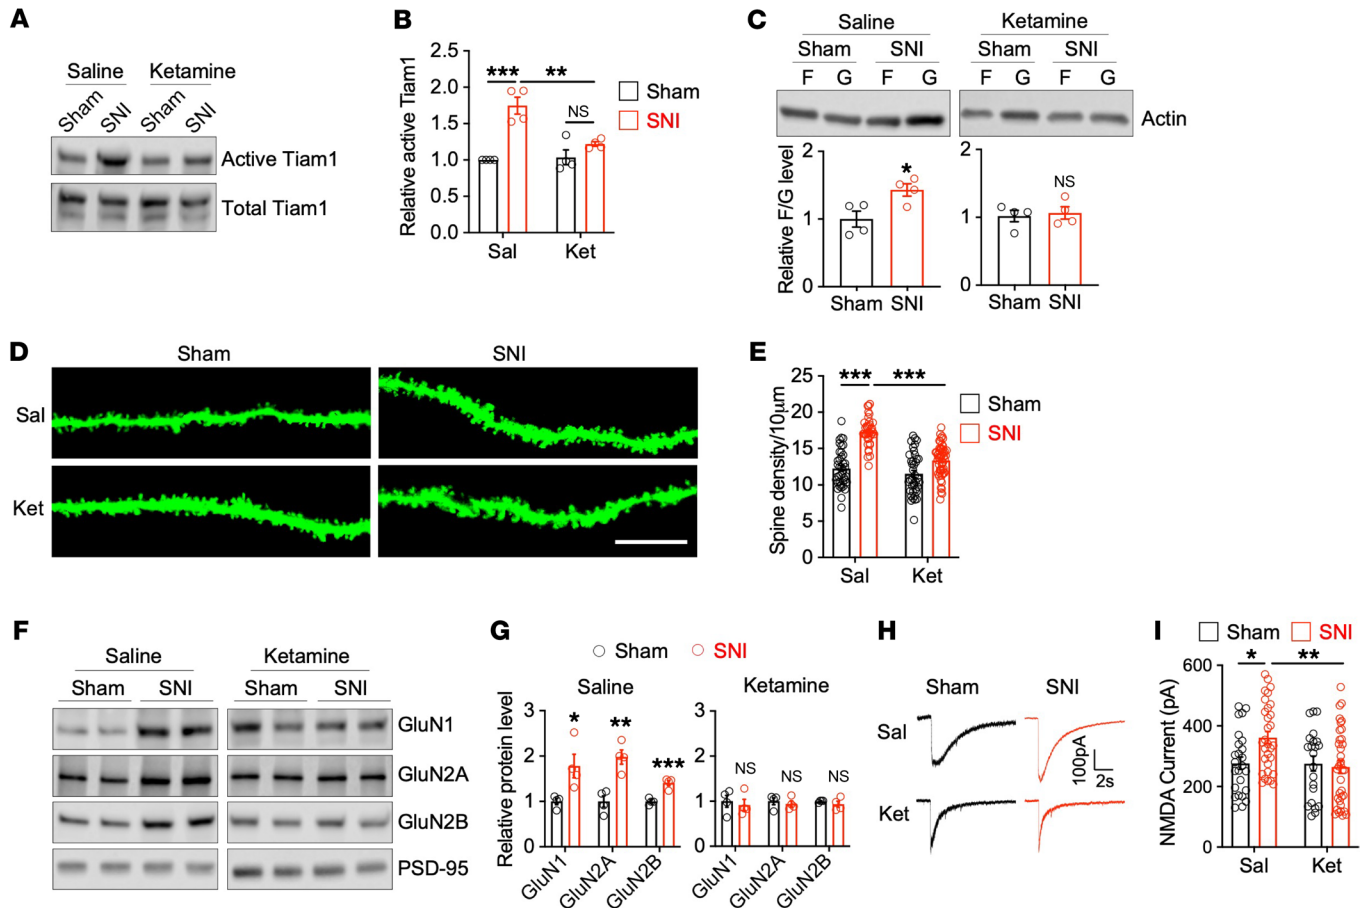 A
Saline Ketamine
Sham SNI Sham SNI
Active Tiam1
Total Tiam1
B
Relative active Tiam1
2.5
2.0
1.5
1.0
0.5
0.0
*** **
NS
Sal Ket
Sham
SNI
C
Saline Ketamine
Sham SNI Sham SNI
F G F G F G F G
Actin
Relative F/G level
2
1
0
*
Sham SNI
2
1
0
NS
Sham SNI
D
Sham SNI
Sal
Ket
E
Spine density/10μm
25
20
15
10
5
0
*** ***
Sal Ket
Sham
SNI
F
Saline Ketamine
Sham SNI Sham SNI
GluN1
GluN2A
GluN2B
PSD-95
G
Sham SNI
Saline Ketamine
Relative protein level
3
2
1
0
* ** ***
GluN1 GluN2A GluN2B
3
2
1
0
NS NS NS
GluN1 GluN2A GluN2B
H
Sham SNI
Sal
Ket
100pA
2s
I
Sham SNI
NMDA Current (pA)
600
400
200
0
* **
Sal Ket